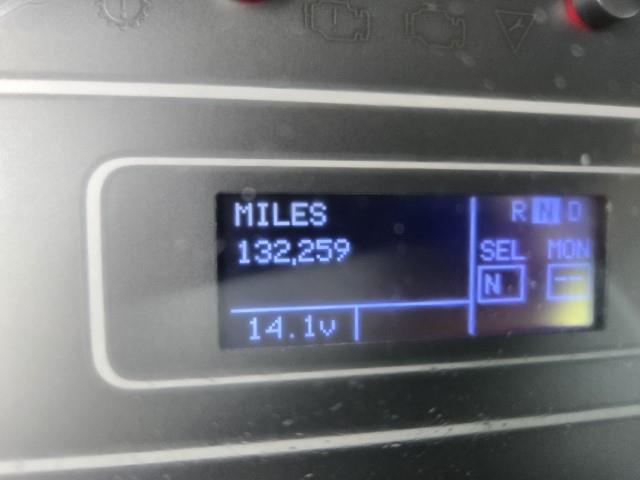 MILES
132,259
14.1v
R N D
SEL MON
N --